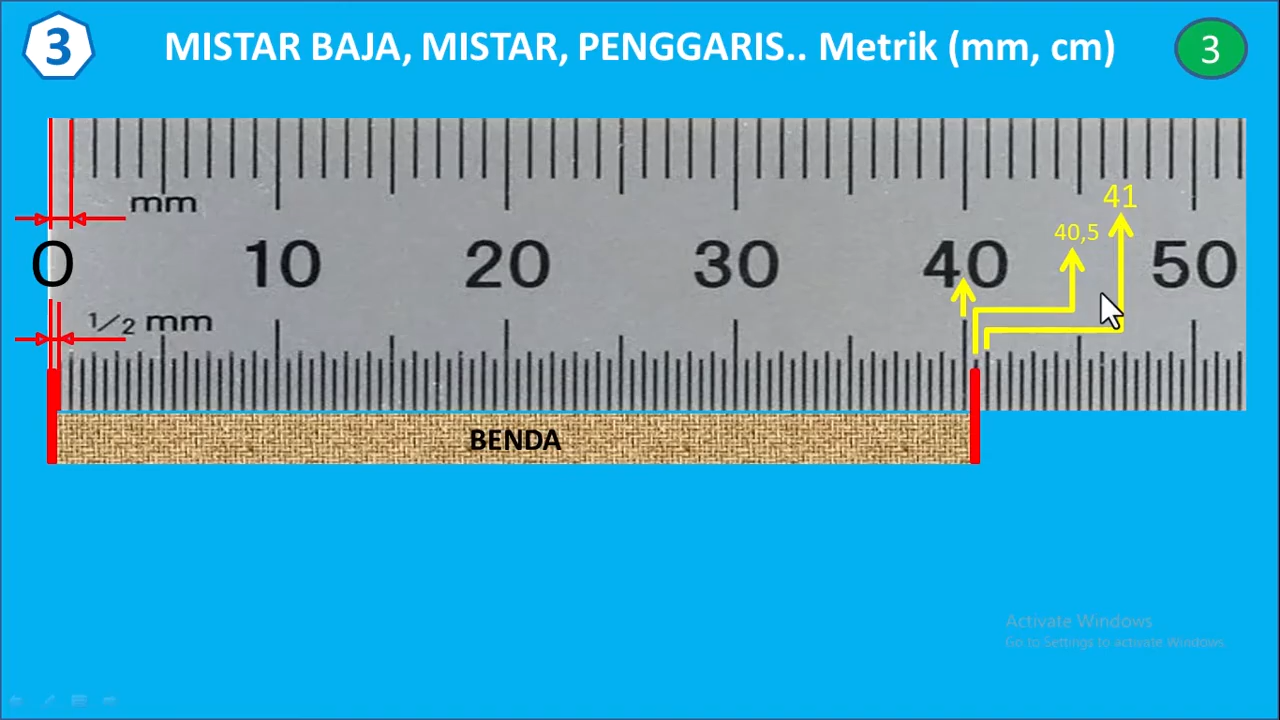 3
MISTAR BAJA, MISTAR, PENGGARIS.. Metrik (mm, cm)
3
mm
41
40,5
0 10 20 30 40 50
1/2 mm
BENDA
Activate Windows
Go to Settings to activate Windows.